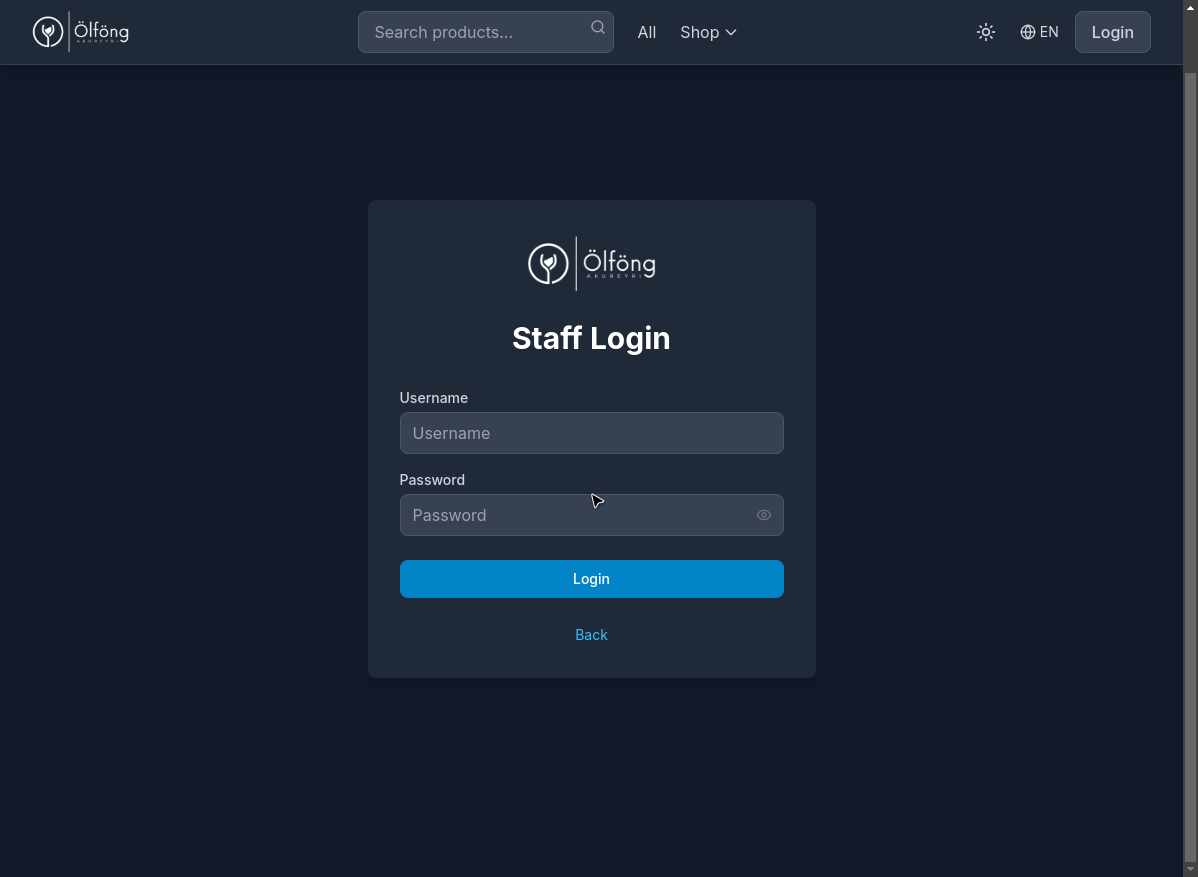 Ölföng
AKUREYRI
Search products...
All
Shop
EN
Login
Ölföng
AKUREYRI
Staff Login
Username
Username
Password
Password
Login
Back